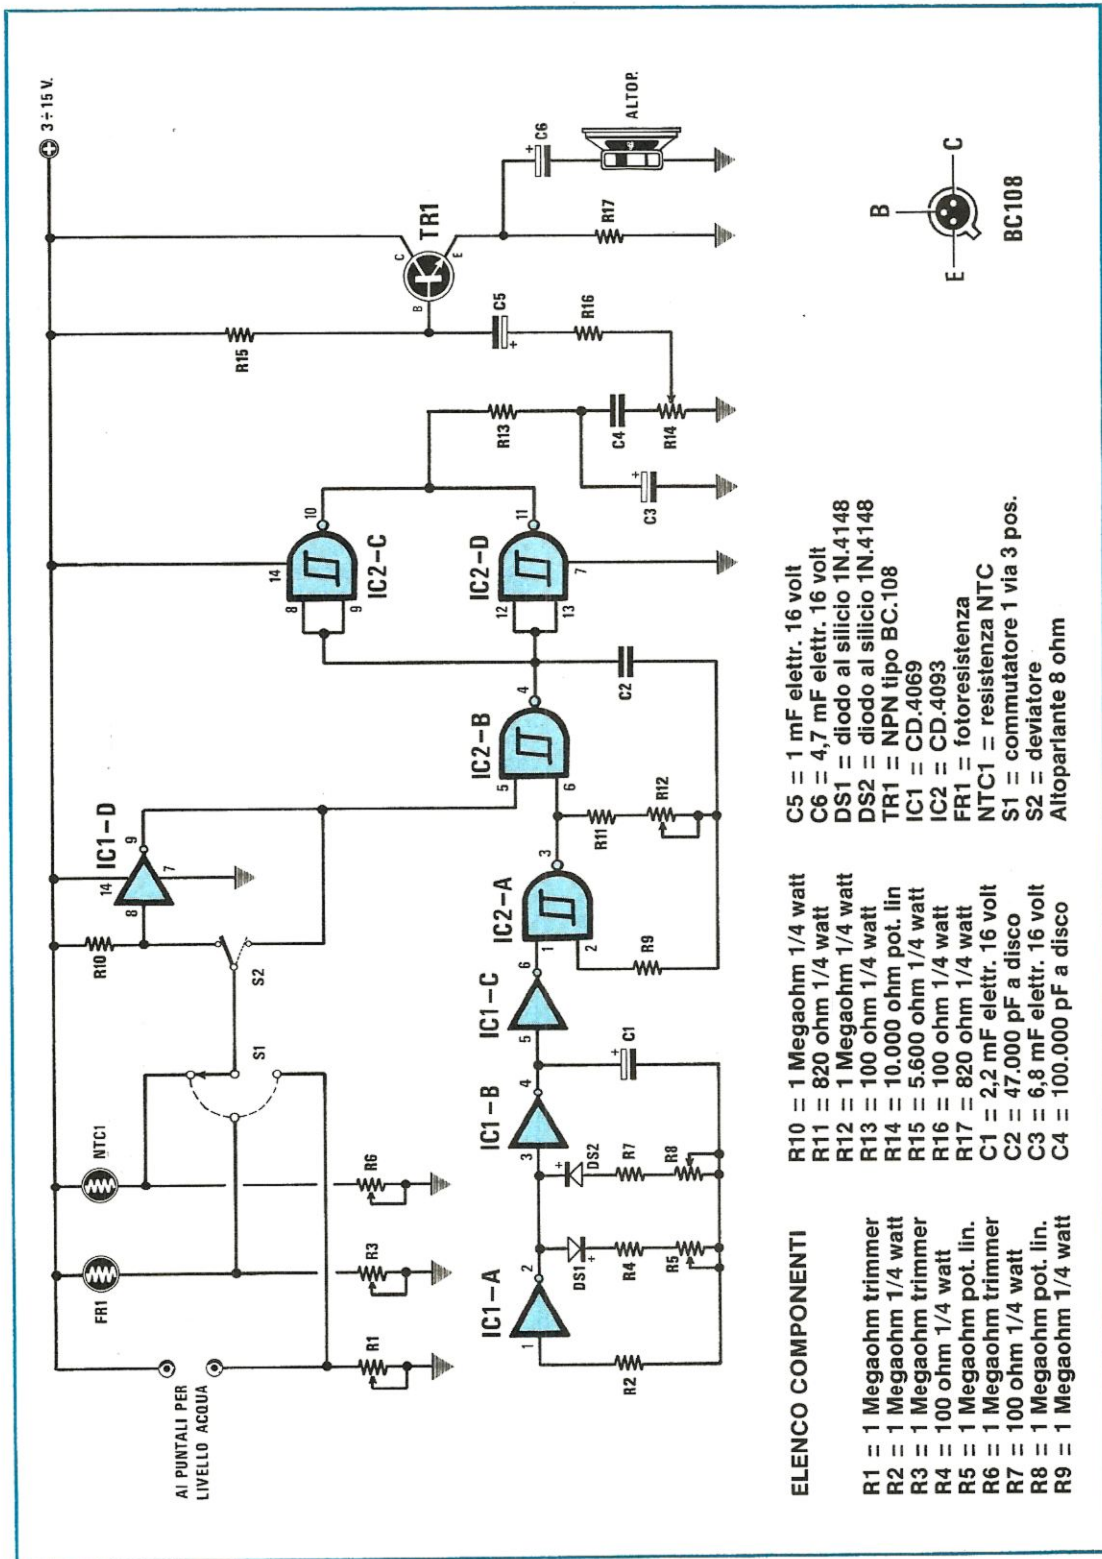 3÷15 V.
AI PUNTALI PER
LIVELLO ACQUA
FR1
NTC1
R1
R3
R6
S1
S2
R10
8
14
7
9
IC1-D
R15
C
B
E
TR1
C5
+
R16
R17
C6
+
ALTOP.
IC1-A
1
2
R2
DS1
+
R4
R5
+
DS2
R7
R8
3
4
IC1-B
+
C1
5
6
IC1-C
1
2
3
IC2-A
R9
R11
R12
5
6
4
IC2-B
C2
8
9
10
14
IC2-C
12
13
11
7
IC2-D
R13
C4
R14
C3
+
B
E
C
BC108
ELENCO COMPONENTI
R1 = 1 Megaohm trimmer
R2 = 1 Megaohm 1/4 watt
R3 = 1 Megaohm trimmer
R4 = 100 ohm 1/4 watt
R5 = 1 Megaohm pot. lin.
R6 = 1 Megaohm trimmer
R7 = 100 ohm 1/4 watt
R8 = 1 Megaohm pot. lin.
R9 = 1 Megaohm 1/4 watt
R10 = 1 Megaohm 1/4 watt
R11 = 820 ohm 1/4 watt
R12 = 1 Megaohm 1/4 watt
R13 = 100 ohm 1/4 watt
R14 = 10.000 ohm pot. lin
R15 = 5.600 ohm 1/4 watt
R16 = 100 ohm 1/4 watt
R17 = 820 ohm 1/4 watt
C1 = 2,2 mF elettr. 16 volt
C2 = 47.000 pF a disco
C3 = 6,8 mF elettr. 16 volt
C4 = 100.000 pF a disco
C5 = 1 mF elettr. 16 volt
C6 = 4,7 mF elettr. 16 volt
DS1 = diodo al silicio 1N.4148
DS2 = diodo al silicio 1N.4148
TR1 = NPN tipo BC.108
IC1 = CD.4069
IC2 = CD.4093
FR1 = fotoresistenza
NTC1 = resistenza NTC
S1 = commutatore 1 via 3 pos.
S2 = deviatore
Altoparlante 8 ohm